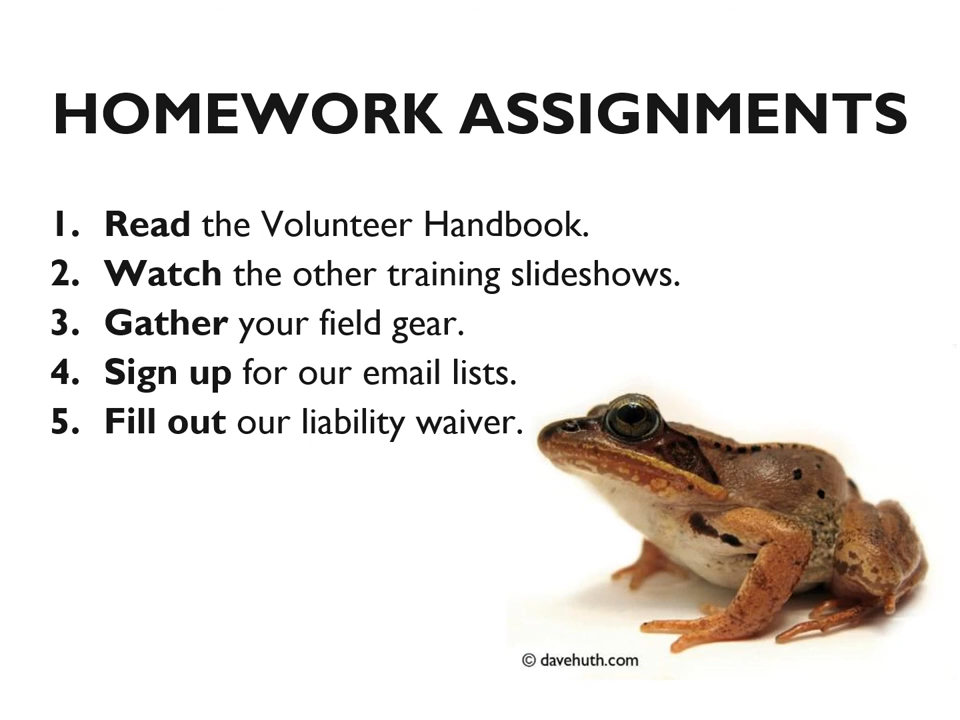 HOMEWORK ASSIGNMENTS
1. Read the Volunteer Handbook.
2. Watch the other training slideshows.
3. Gather your field gear.
4. Sign up for our email lists.
5. Fill out our liability waiver.
© davehuth.com